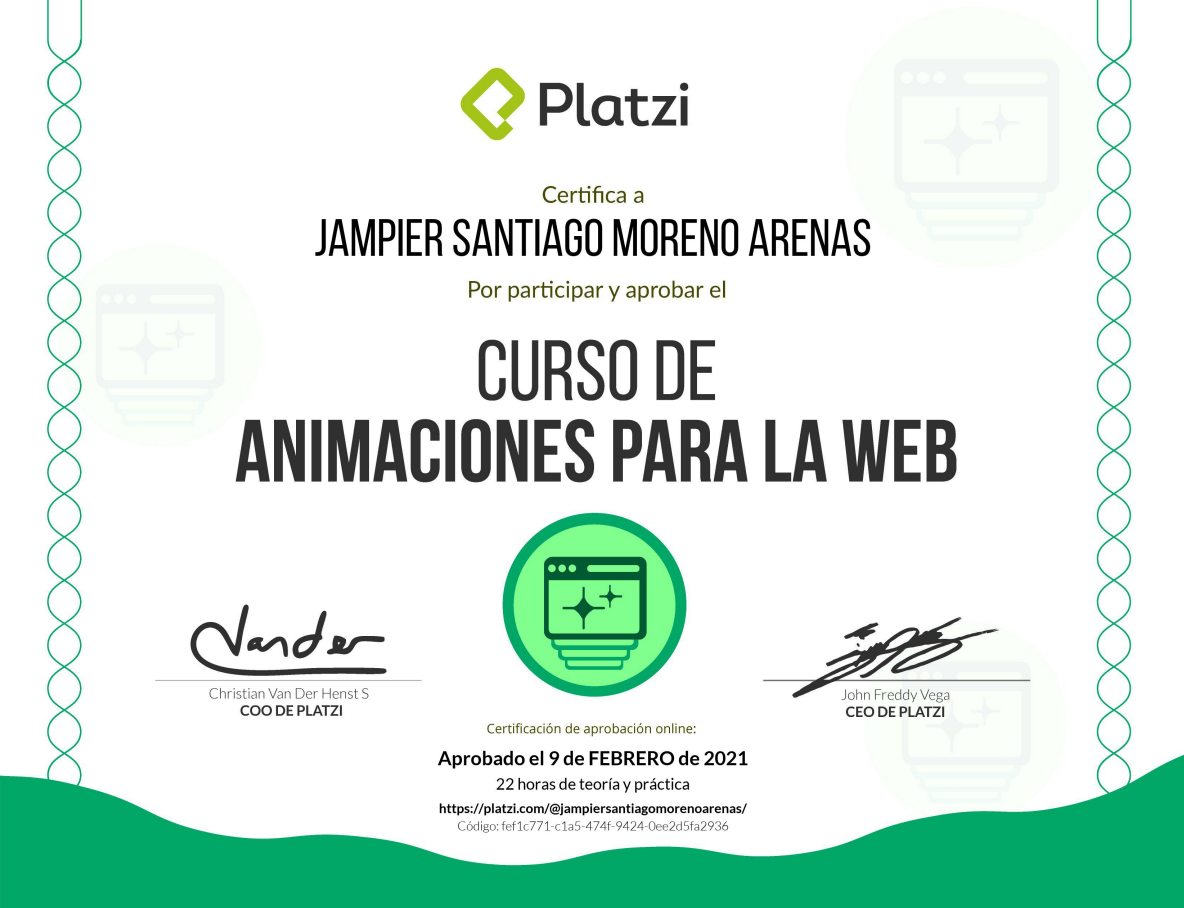 Platzi
Certifica a
JAMPIER SANTIAGO MORENO ARENAS
Por participar y aprobar el
CURSO DE
ANIMACIONES PARA LA WEB
Vander
Christian Van Der Henst S
COO DE PLATZI
John Freddy Vega
CEO DE PLATZI
Certificación de aprobación online:
Aprobado el 9 de FEBRERO de 2021
22 horas de teoría y práctica
https://platzi.com/@jampiersantiagomorenoarenas/
Código: fef1c771-c1a5-474f-9424-0ee2d5fa2936